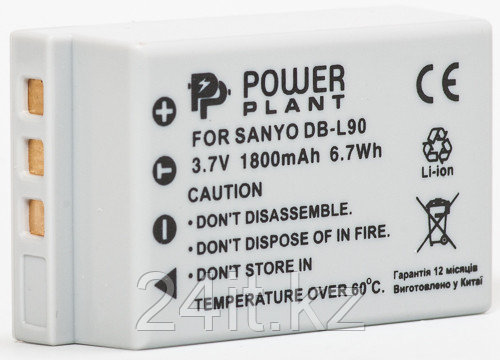 POWER
PLANT
CE
FOR SANYO DB-L90
3.7V 1800mAh 6.7Wh
Li-ion
CAUTION
• DON'T DISASSEMBLE.
• DON'T DISPOSE OF IN FIRE.
• DON'T STORE IN
TEMPERATURE OVER 60°C.
Гарантія 12 місяців
Виготовлено у Китаї
24it.kz